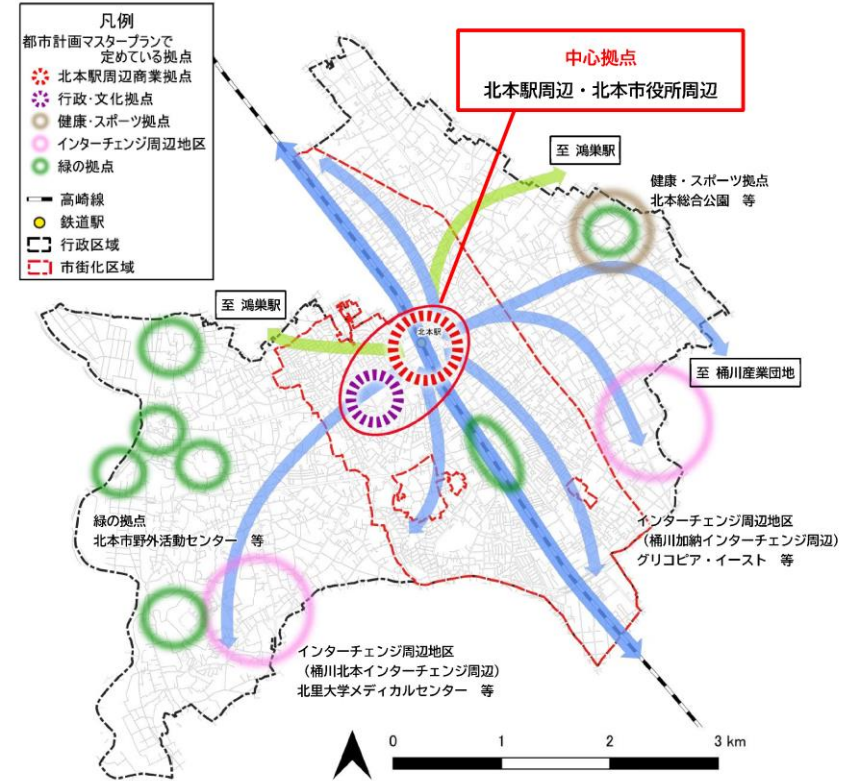 凡例
都市計画マスタープランで
定めている拠点
北本駅周辺商業拠点
行政・文化拠点
健康・スポーツ拠点
インターチェンジ周辺地区
緑の拠点
高崎線
鉄道駅
行政区域
市街化区域
中心拠点
北本駅周辺・北本市役所周辺
至 鴻巣駅
健康・スポーツ拠点
北本総合公園 等
至 鴻巣駅
北本駅
至 桶川産業団地
緑の拠点
北本市野外活動センター 等
インターチェンジ周辺地区
（桶川加納インターチェンジ周辺）
グリコピア・イースト 等
インターチェンジ周辺地区
（桶川北本インターチェンジ周辺）
北里大学メディカルセンター 等
0 1 2 3 km